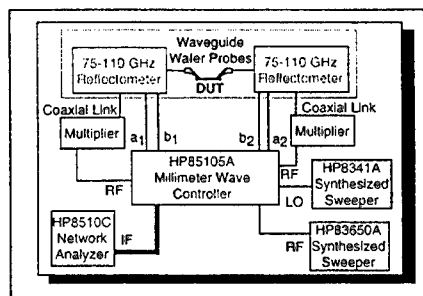 Waveguide
Wafer Probes
75-110 GHz
Reflectometer
75-110 GHz
Reflectometer
DUT
Coaxial Link
Coaxial Link
Multiplier
a1
b1
b2
a2
Multiplier
HP85105A
Millimeter Wave
Controller
RF
RF
HP8341A
Synthesized
Sweeper
LO
HP8510C
Network
Analyzer
IF
RF
HP83650A
Synthesized
Sweeper